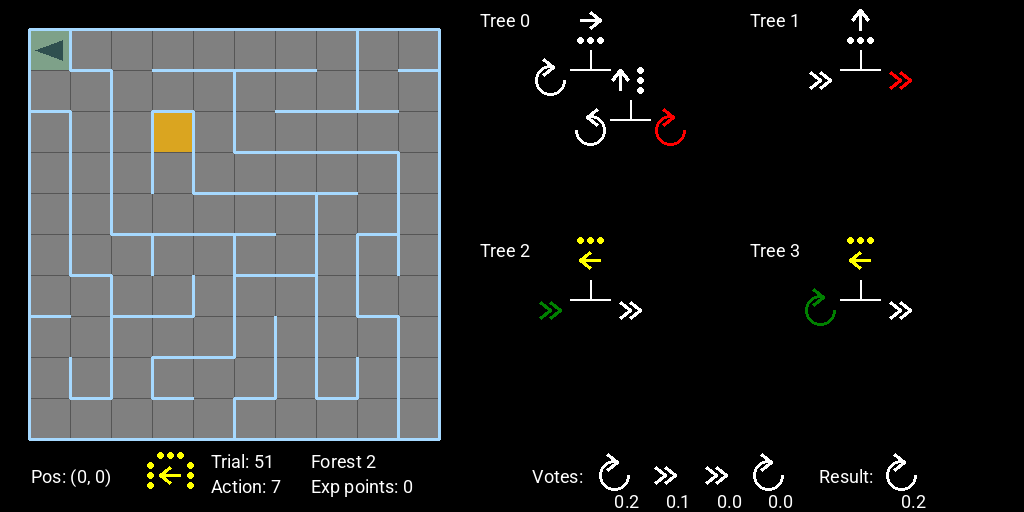 Tree 0
Tree 1
Tree 2
Tree 3
Pos: (0, 0)
Trial: 51
Action: 7
Forest 2
Exp points: 0
Votes:
0.2
0.1
0.0
0.0
Result:
0.2